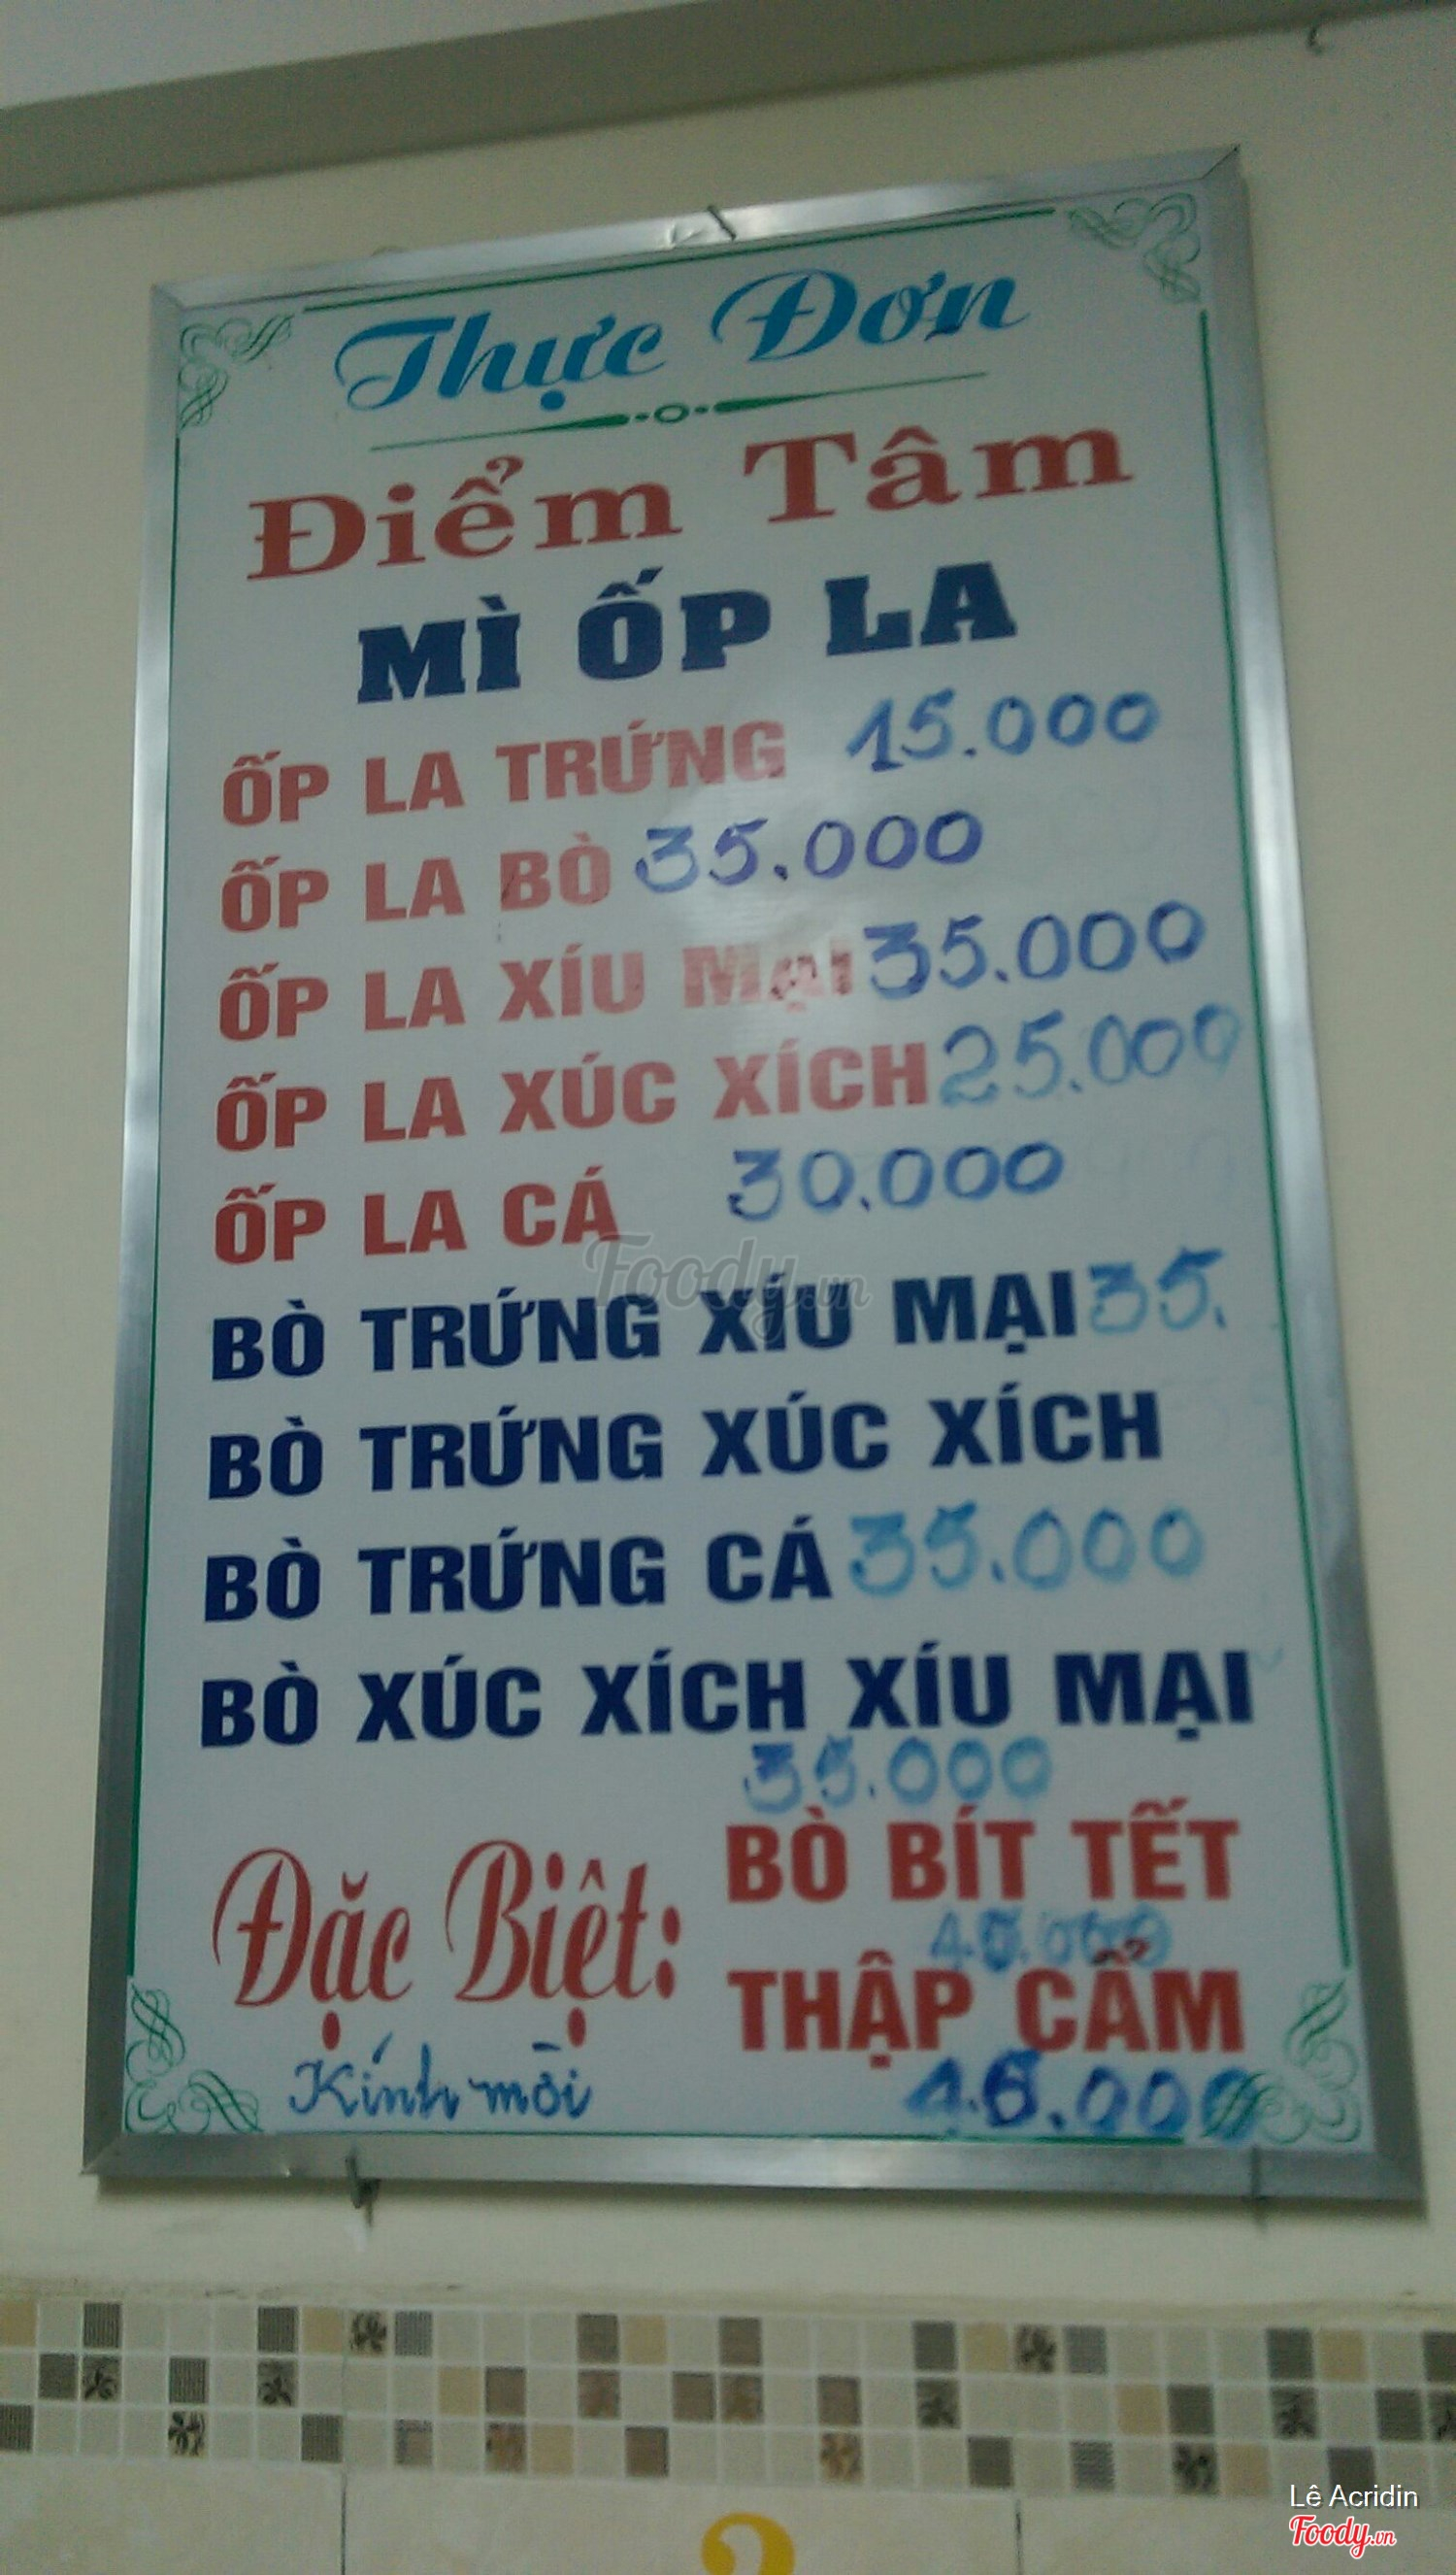 Thực Đơn
Điểm Tâm
MÌ ỐP LA
ỐP LA TRỨNG 15.000
ỐP LA BÒ 35.000
ỐP LA XÍU MẠI 35.000
ỐP LA XÚC XÍCH 25.000
ỐP LA CÁ 30.000
Foody.vn
BÒ TRỨNG XÍU MẠI 35.
BÒ TRỨNG XÚC XÍCH
BÒ TRỨNG CÁ 35.000
BÒ XÚC XÍCH XÍU MẠI
35.000
Đặc Biệt: BÒ BÍT TẾT
THẬP CẨM
Kính mời
Lê Acridin
Foody.vn